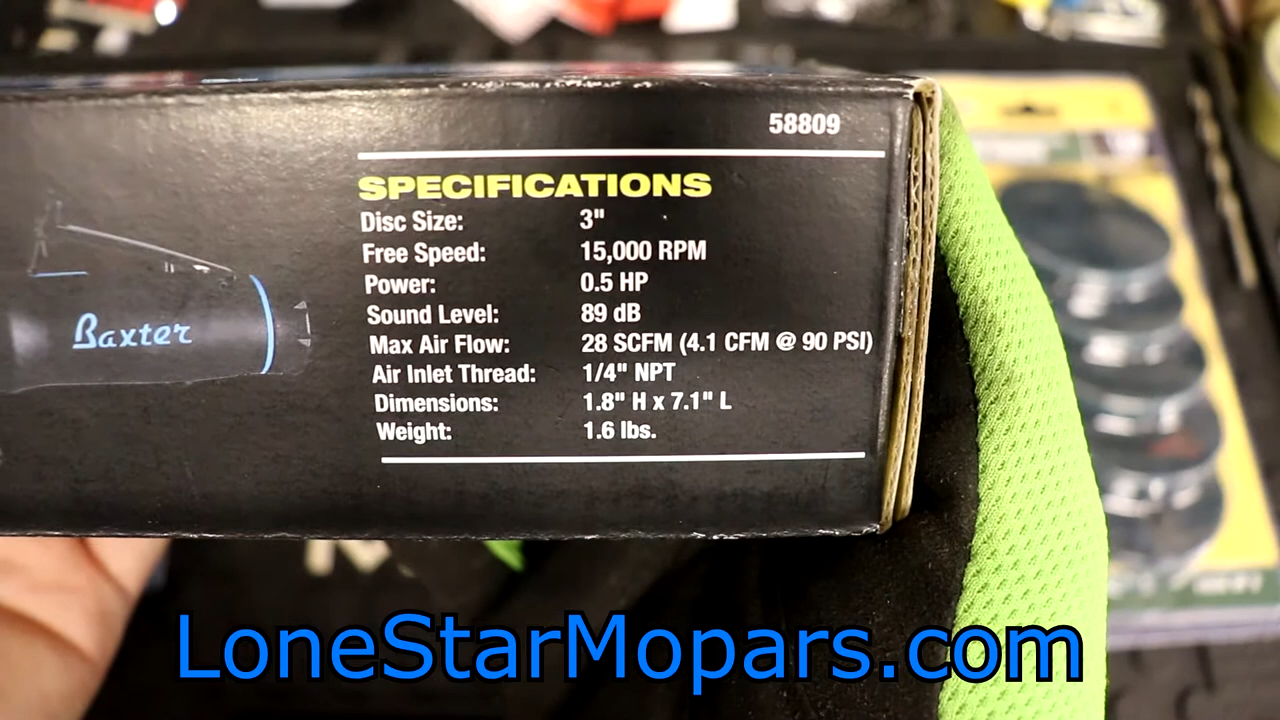 58809
SPECIFICATIONS
Disc Size: 3"
Free Speed: 15,000 RPM
Power: 0.5 HP
Sound Level: 89 dB
Max Air Flow: 28 SCFM (4.1 CFM @ 90 PSI)
Air Inlet Thread: 1/4" NPT
Dimensions: 1.8" H x 7.1" L
Weight: 1.6 lbs.
Baxter
LoneStarMopars.com